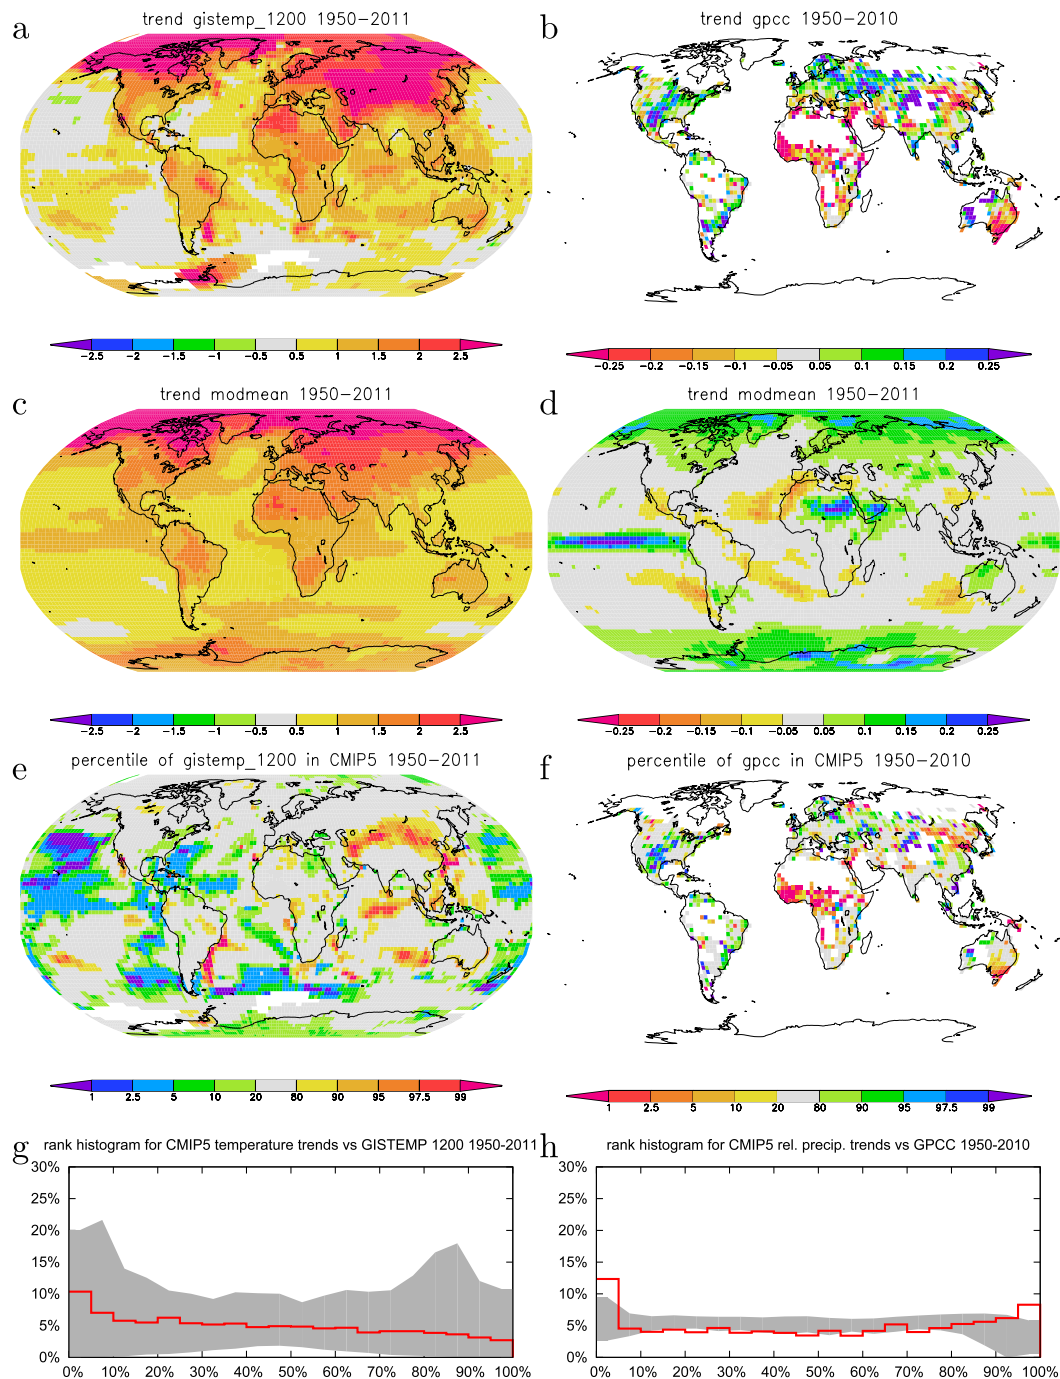 a
trend gistemp_1200 1950−2011
−2.5 −2 −1.5 −1 −0.5 0.5 1 1.5 2 2.5
b
trend gpcc 1950−2010
−0.25 −0.2 −0.15 −0.1 −0.05 0.05 0.1 0.15 0.2 0.25
c
trend modmean 1950−2011
−2.5 −2 −1.5 −1 −0.5 0.5 1 1.5 2 2.5
d
trend modmean 1950−2011
−0.25 −0.2 −0.15 −0.1 −0.05 0.05 0.1 0.15 0.2 0.25
e
percentile of gistemp_1200 in CMIP5 1950−2011
1 2.5 5 10 20 80 90 95 97.5 99
f
percentile of gpcc in CMIP5 1950−2010
1 2.5 5 10 20 80 90 95 97.5 99
g
rank histogram for CMIP5 temperature trends vs GISTEMP 1200 1950-2011
30%
25%
20%
15%
10%
5%
0%
0% 10% 20% 30% 40% 50% 60% 70% 80% 90% 100%
h
rank histogram for CMIP5 rel. precip. trends vs GPCC 1950-2010
30%
25%
20%
15%
10%
5%
0%
0% 10% 20% 30% 40% 50% 60% 70% 80% 90% 100%